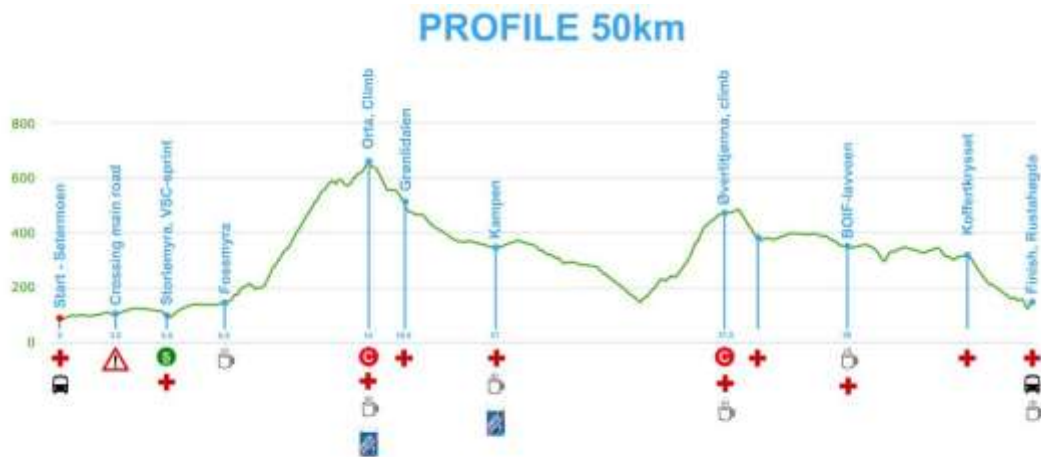 PROFILE 50km
800
600
400
200
0
Start - Setermoen
Crossing main road
Storlemyra, VSC-sprint
Fossmyra
Orta, Climb
Grønlidalen
Kampen
Øvertitjønna, climb
BOIF-lavvoen
Koffertkrysset
Finish, Rustahøgda
S
C
C